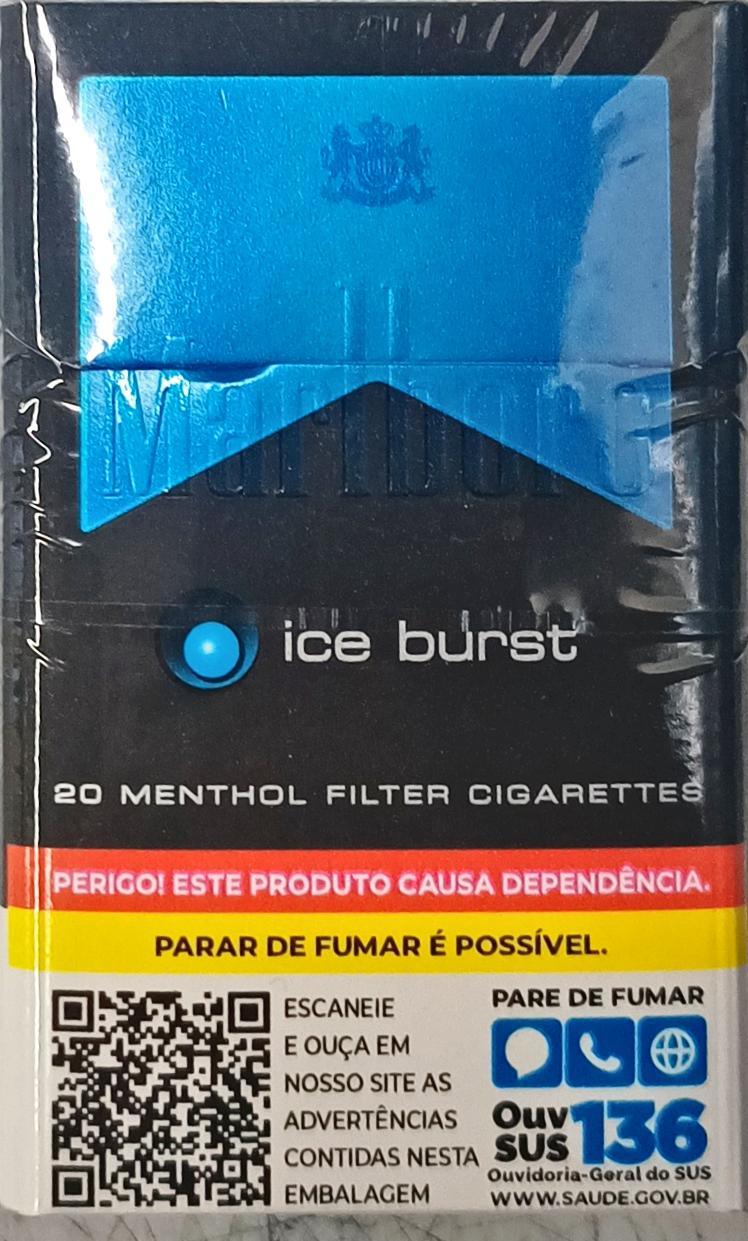 Marlboro
ice burst
20 MENTHOL FILTER CIGARETTES
PERIGO! ESTE PRODUTO CAUSA DEPENDÊNCIA.
PARAR DE FUMAR É POSSÍVEL.
ESCANEIE
E OUÇA EM
NOSSO SITE AS
ADVERTÊNCIAS
CONTIDAS NESTA
EMBALAGEM
PARE DE FUMAR
Ouv
SUS 136
Ouvidoria-Geral do SUS
WWW.SAUDE.GOV.BR